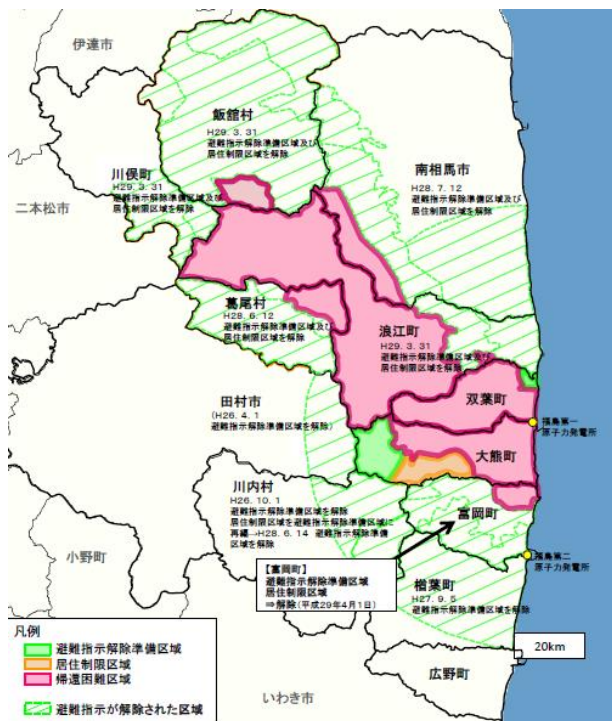 伊達市
飯舘村
H29.3.31
避難指示解除準備区域及び
居住制限区域を解除
川俣町
H29.3.31
避難指示解除準備区域及び
居住制限区域を解除
南相馬市
H28.7.12
避難指示解除準備区域及び
居住制限区域を解除
二本松市
葛尾村
H28.6.12
避難指示解除準備区域及び
居住制限区域を解除
浪江町
H29.3.31
避難指示解除準備区域及び
居住制限区域を解除
田村市
(H26.4.1
避難指示解除準備区域を解除)
双葉町
福島第一
原子力発電所
大熊町
川内村
H26.10.1
避難指示解除準備区域を解除
居住制限区域を避難指示解除準備区域に
再編→H28.6.14 避難指示解除準備
区域を解除
富岡町
小野町
福島第二
原子力発電所
【富岡町】
避難指示解除準備区域
居住制限区域
⇒解除(平成29年4月1日)
楢葉町
H27.9.5
避難指示解除準備区域を解除
20km
広野町
いわき市
凡例
避難指示解除準備区域
居住制限区域
帰還困難区域
避難指示が解除された区域